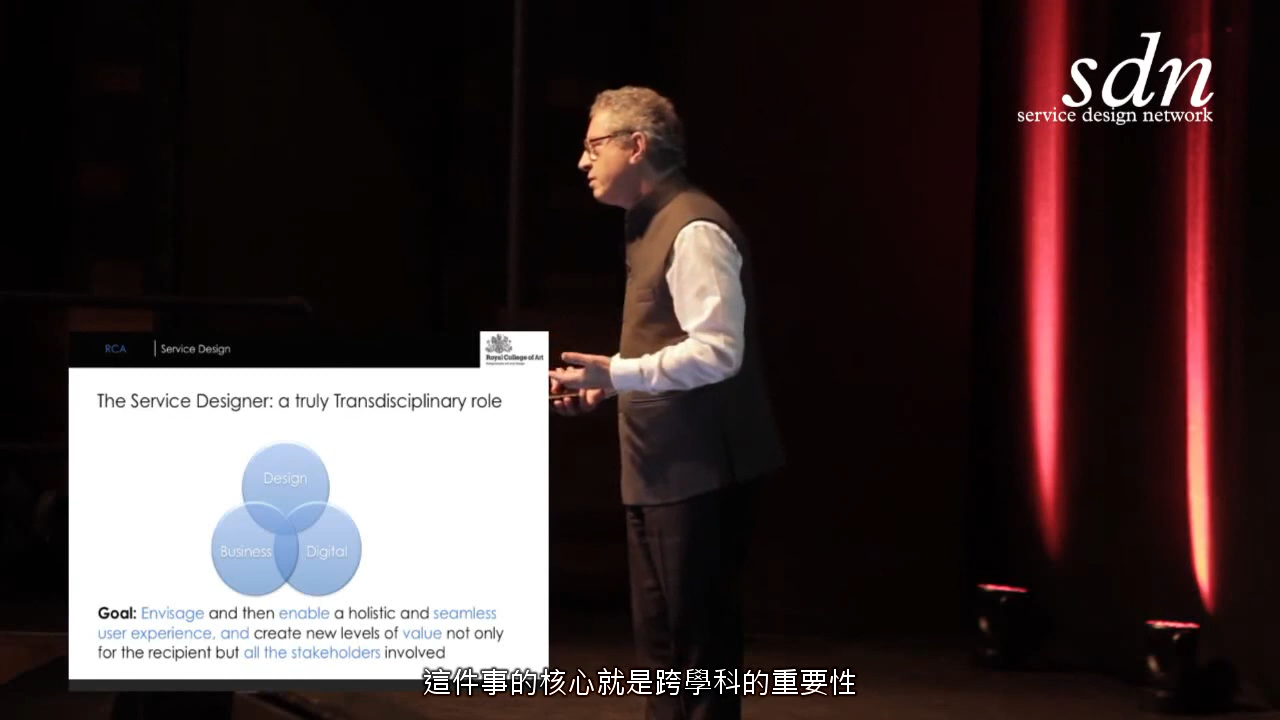 sdn
service design network
RCA
Service Design
Royal College of Art
The Service Designer: a truly Transdisciplinary role
Design
Business
Digital
Goal: Envisage and then enable a holistic and seamless
user experience, and create new levels of value not only
for the recipient but all the stakeholders involved
這件事的核心就是跨學科的重要性